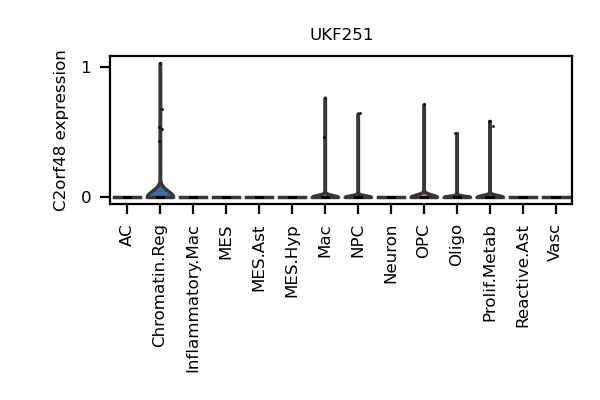 UKF251
C2orf48 expression
1
0
AC
Chromatin.Reg
Inflammatory.Mac
MES
MES.Ast
MES.Hyp
Mac
NPC
Neuron
OPC
Oligo
Prolif.Metab
Reactive.Ast
Vasc